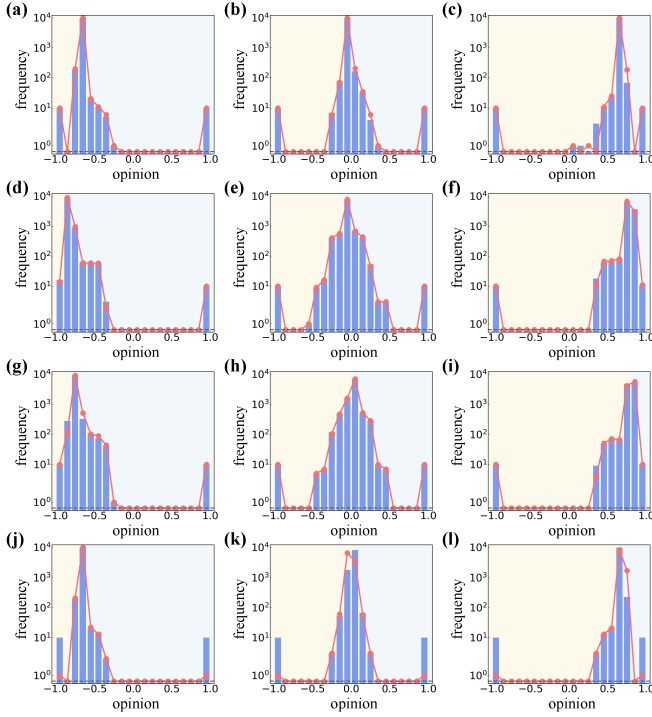 (a) (b) (c)
10⁴ 10⁴ 10⁴
10³ 10³ 10³
frequency frequency frequency
10² 10² 10²
10¹ 10¹ 10¹
10⁰ 10⁰ 10⁰
−1.0 −0.5 0.0 0.5 1.0 −1.0 −0.5 0.0 0.5 1.0 −1.0 −0.5 0.0 0.5 1.0
opinion opinion opinion
(d) (e) (f)
10⁴ 10⁴ 10⁴
10³ 10³ 10³
frequency frequency frequency
10² 10² 10²
10¹ 10¹ 10¹
10⁰ 10⁰ 10⁰
−1.0 −0.5 0.0 0.5 1.0 −1.0 −0.5 0.0 0.5 1.0 −1.0 −0.5 0.0 0.5 1.0
opinion opinion opinion
(g) (h) (i)
10⁴ 10⁴ 10⁴
10³ 10³ 10³
frequency frequency frequency
10² 10² 10²
10¹ 10¹ 10¹
10⁰ 10⁰ 10⁰
−1.0 −0.5 0.0 0.5 1.0 −1.0 −0.5 0.0 0.5 1.0 −1.0 −0.5 0.0 0.5 1.0
opinion opinion opinion
(j) (k) (l)
10⁴ 10⁴ 10⁴
10³ 10³ 10³
frequency frequency frequency
10² 10² 10²
10¹ 10¹ 10¹
10⁰ 10⁰ 10⁰
−1.0 −0.5 0.0 0.5 1.0 −1.0 −0.5 0.0 0.5 1.0 −1.0 −0.5 0.0 0.5 1.0
opinion opinion opinion